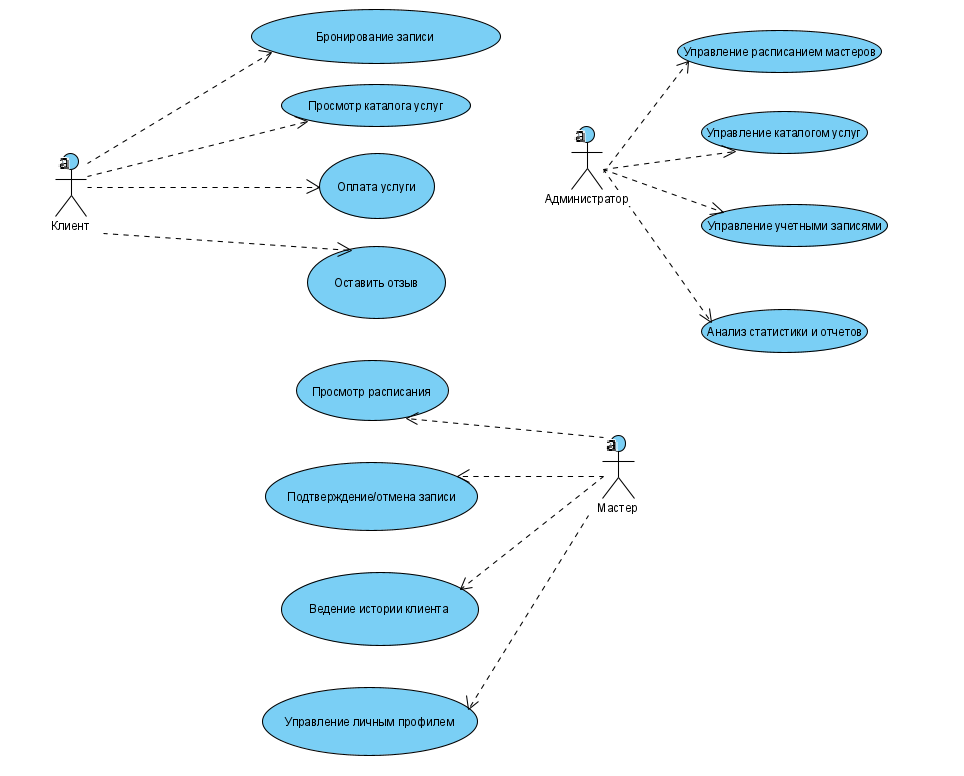 Бронирование записи
Просмотр каталога услуг
Оплата услуги
Оставить отзыв
a
Клиент
Управление расписанием мастеров
Управление каталогом услуг
Управление учетными записями
Анализ статистики и отчетов
a
Администратор
Просмотр расписания
Подтверждение/отмена записи
Ведение истории клиента
Управление личным профилем
a
Мастер